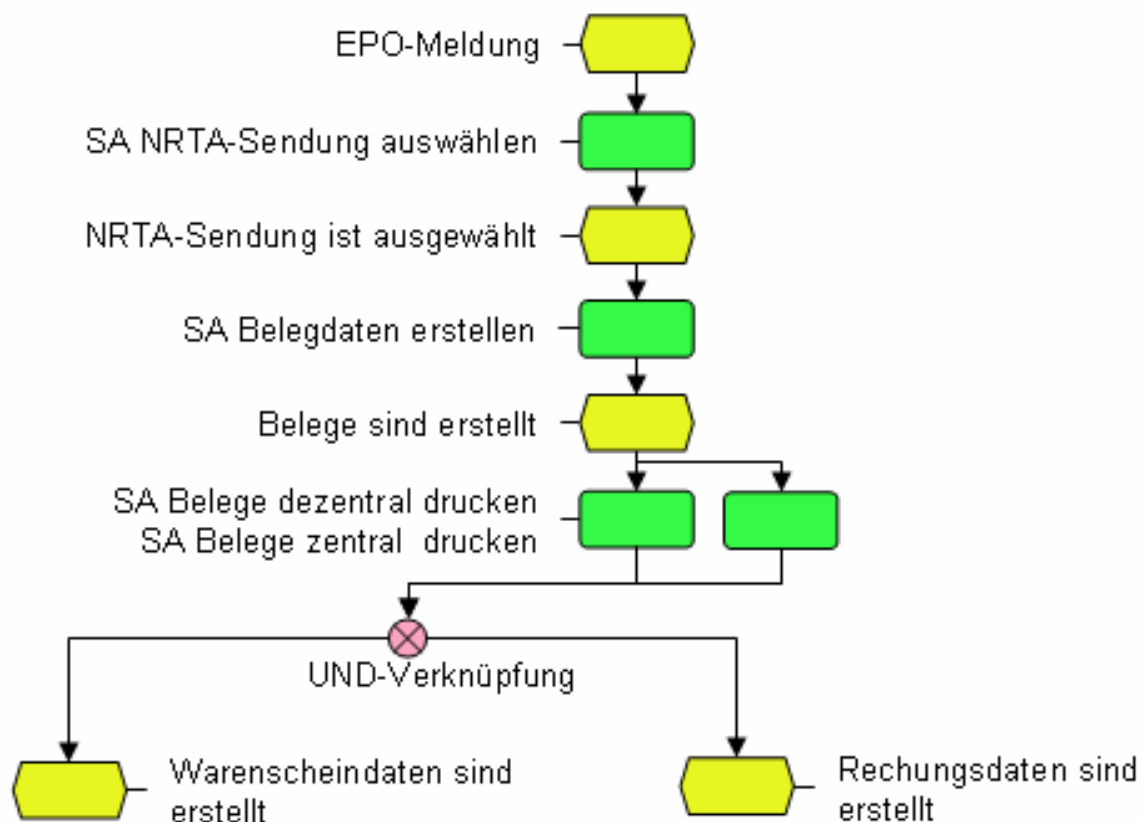 EPO-Meldung
SA NRTA-Sendung auswählen
NRTA-Sendung ist ausgewählt
SA Belegdaten erstellen
Belege sind erstellt
SA Belege dezentral drucken
SA Belege zentral drucken
UND-Verknüpfung
Warenscheindaten sind
erstellt
Rechungsdaten sind
erstellt